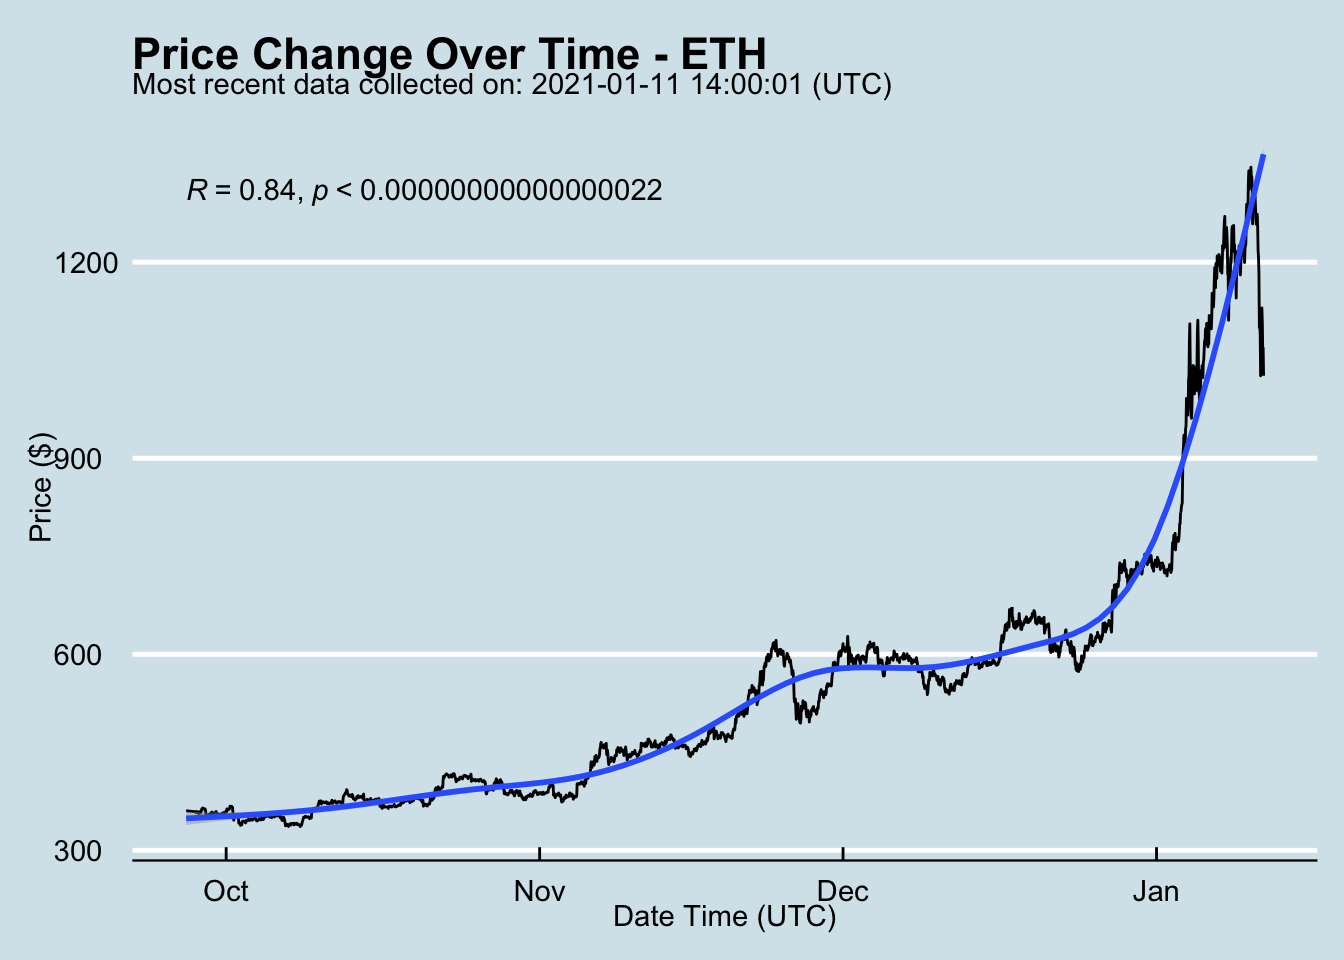 Price Change Over Time - ETH
Most recent data collected on: 2021-01-11 14:00:01 (UTC)
R = 0.84, p < 0.00000000000000022
1200
900
600
300
Price ($)
Oct Nov Dec Jan
Date Time (UTC)